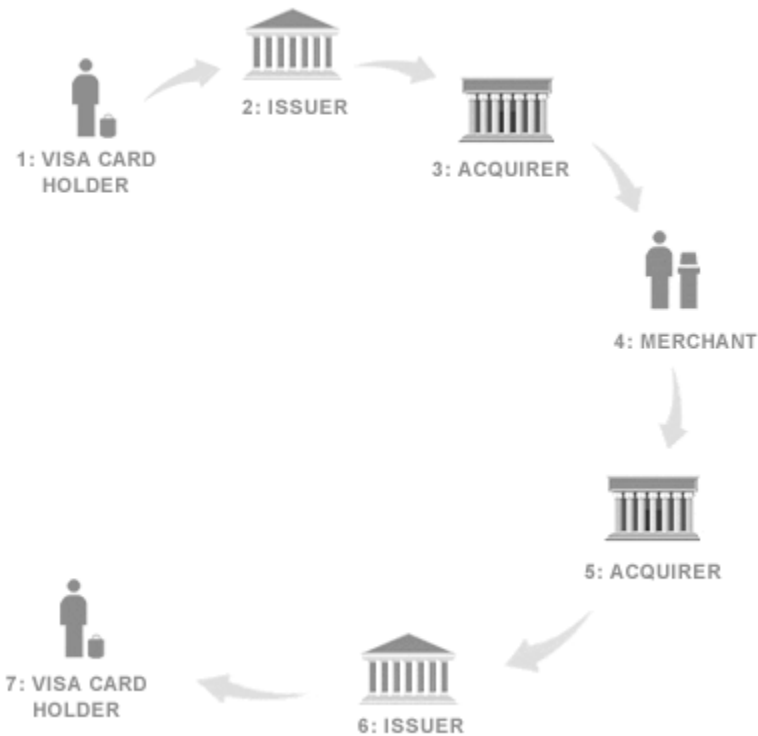 1: VISA CARD
HOLDER
2: ISSUER
3: ACQUIRER
4: MERCHANT
5: ACQUIRER
6: ISSUER
7: VISA CARD
HOLDER